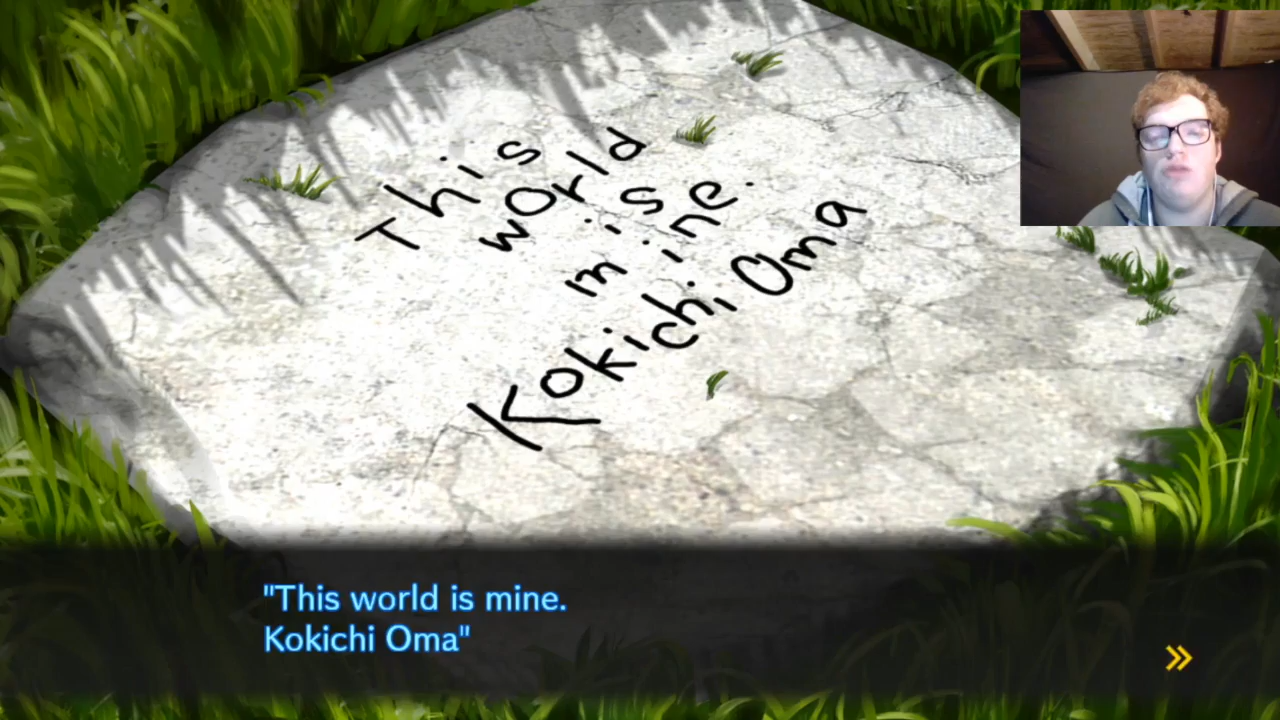 This
world
is
mine.
Kokichi Oma
"This world is mine.
Kokichi Oma"